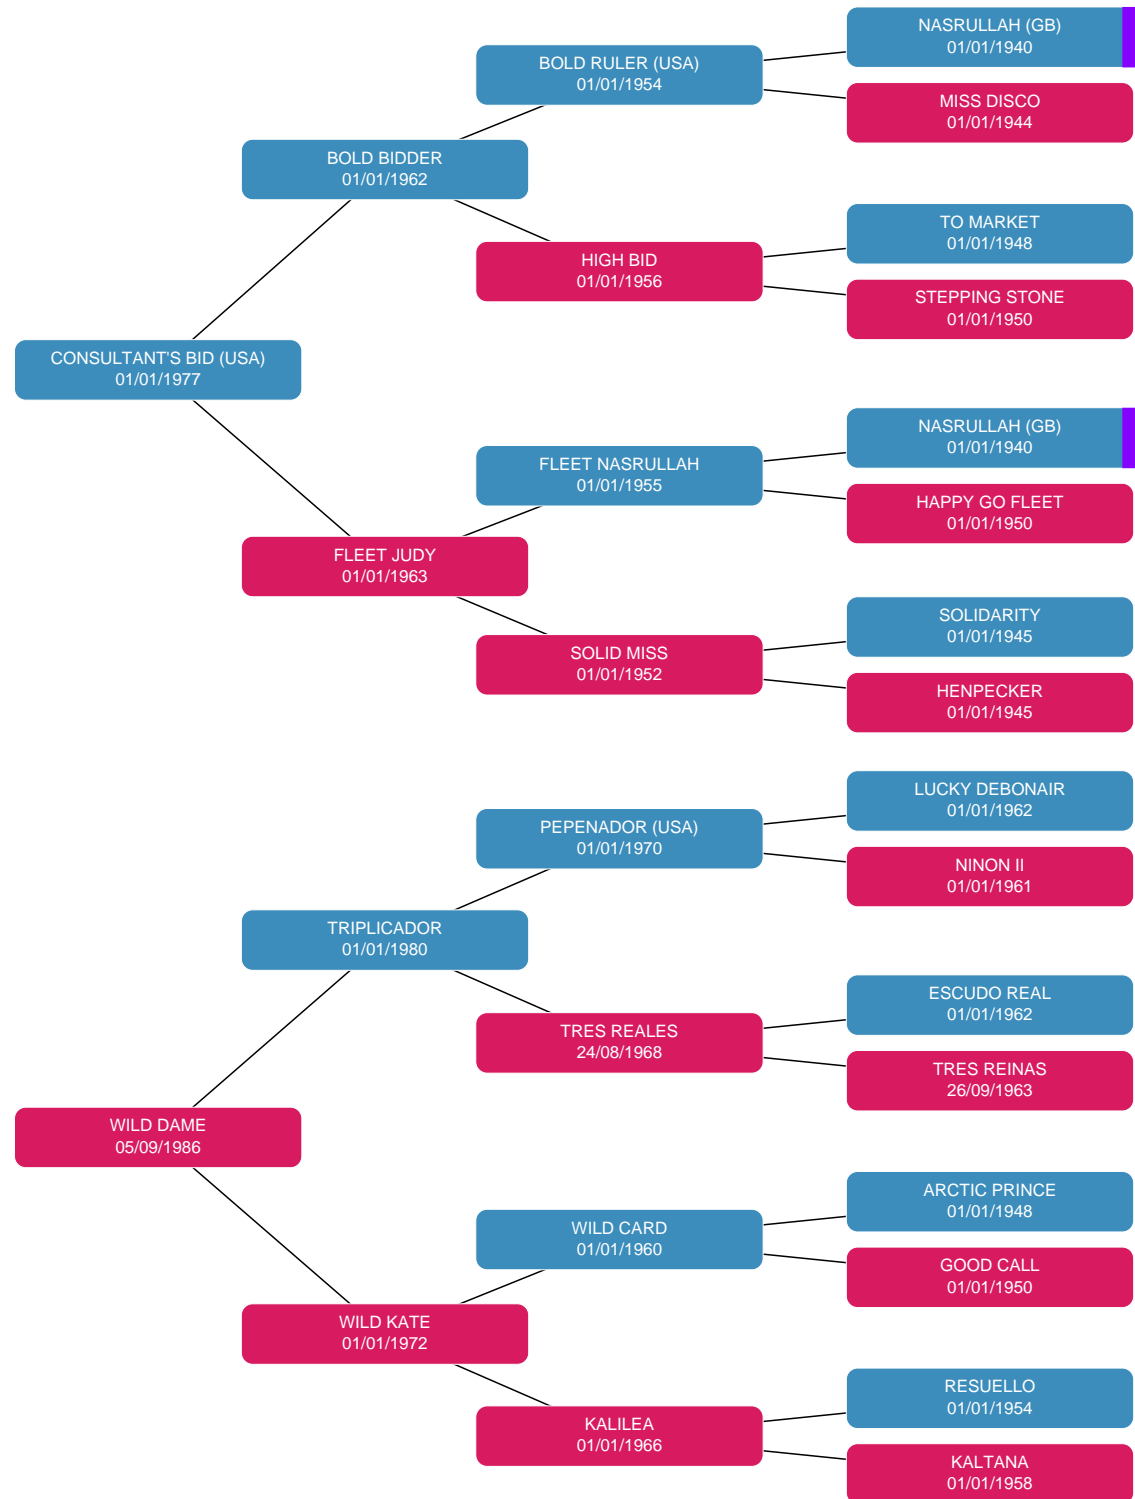 NASRULLAH (GB)
01/01/1940
BOLD RULER (USA)
01/01/1954
MISS DISCO
01/01/1944
BOLD BIDDER
01/01/1962
TO MARKET
01/01/1948
HIGH BID
01/01/1956
STEPPING STONE
01/01/1950
CONSULTANT'S BID (USA)
01/01/1977
NASRULLAH (GB)
01/01/1940
FLEET NASRULLAH
01/01/1955
HAPPY GO FLEET
01/01/1950
FLEET JUDY
01/01/1963
SOLIDARITY
01/01/1945
SOLID MISS
01/01/1952
HENPECKER
01/01/1945
LUCKY DEBONAIR
01/01/1962
PEPENADOR (USA)
01/01/1970
NINON II
01/01/1961
TRIPLICADOR
01/01/1980
ESCUDO REAL
01/01/1962
TRES REALES
24/08/1968
TRES REINAS
26/09/1963
WILD DAME
05/09/1986
ARCTIC PRINCE
01/01/1948
WILD CARD
01/01/1960
GOOD CALL
01/01/1950
WILD KATE
01/01/1972
RESUELLO
01/01/1954
KALILEA
01/01/1966
KALTANA
01/01/1958